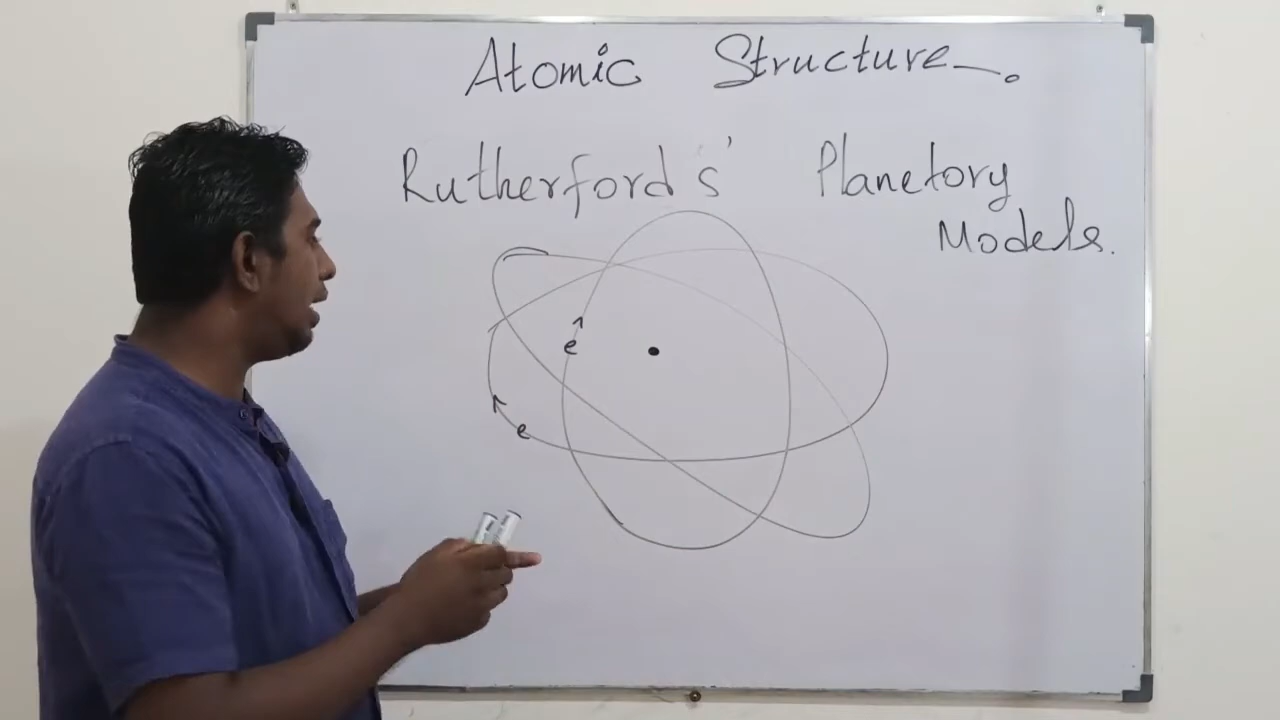 Atomic Structure.
Rutherford's' Planetory
Models.
e
e